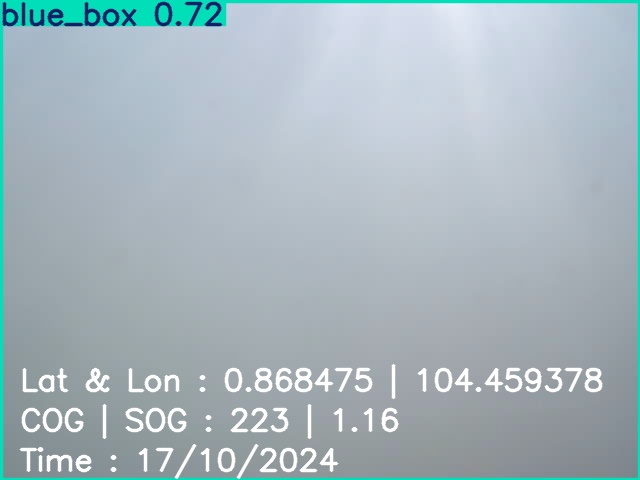 blue_box 0.72
Lat & Lon : 0.868475 | 104.459378
COG | SOG : 223 | 1.16
Time : 17/10/2024